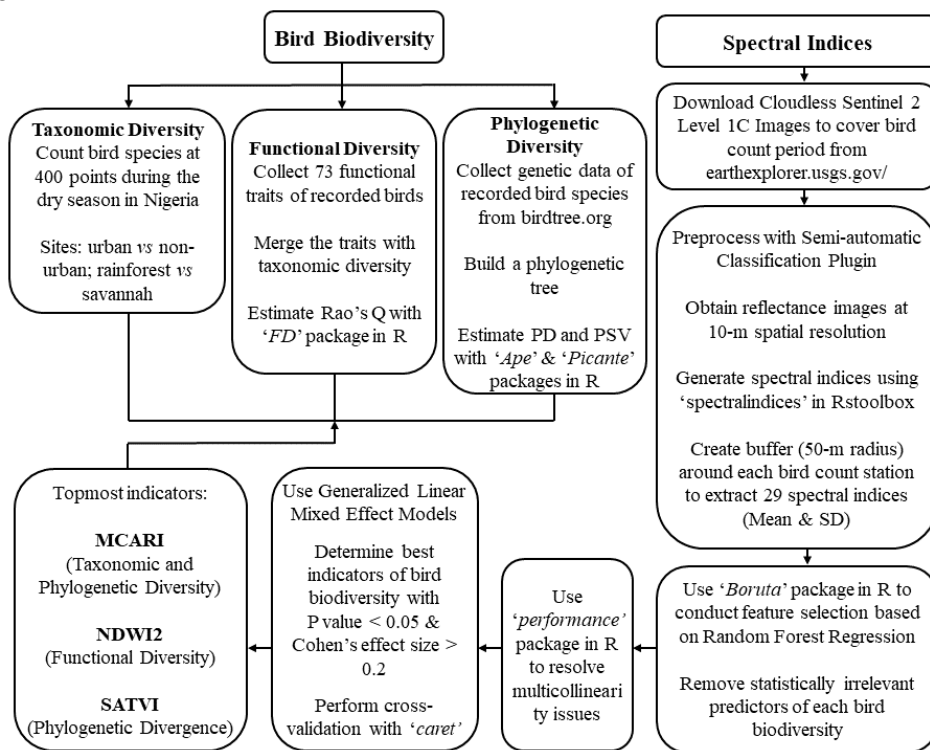 Bird Biodiversity
Taxonomic Diversity
Count bird species at
400 points during the
dry season in Nigeria
Sites: urban vs non-
urban; rainforest vs
savannah
Functional Diversity
Collect 73 functional
traits of recorded birds
Merge the traits with
taxonomic diversity
Estimate Rao's Q with
'FD' package in R
Phylogenetic
Diversity
Collect genetic data of
recorded bird species
from birdtree.org
Build a phylogenetic
tree
Estimate PD and PSV
with 'Ape' & 'Picante'
packages in R
Spectral Indices
Download Cloudless Sentinel 2
Level 1C Images to cover bird
count period from
earthexplorer.usgs.gov/
Preprocess with Semi-automatic
Classification Plugin
Obtain reflectance images at
10-m spatial resolution
Generate spectral indices using
'spectralindices' in Rstoolbox
Create buffer (50-m radius)
around each bird count station
to extract 29 spectral indices
(Mean & SD)
Use 'Boruta' package in R to
conduct feature selection based
on Random Forest Regression
Remove statistically irrelevant
predictors of each bird
biodiversity
Use
'performance'
package in R
to resolve
multicollineari
ty issues
Use Generalized Linear
Mixed Effect Models
Determine best
indicators of bird
biodiversity with
P value < 0.05 &
Cohen's effect size >
0.2
Perform cross-
validation with 'caret'
Topmost indicators:
MCARI
(Taxonomic and
Phylogenetic Diversity)
NDWI2
(Functional Diversity)
SATVI
(Phylogenetic Divergence)